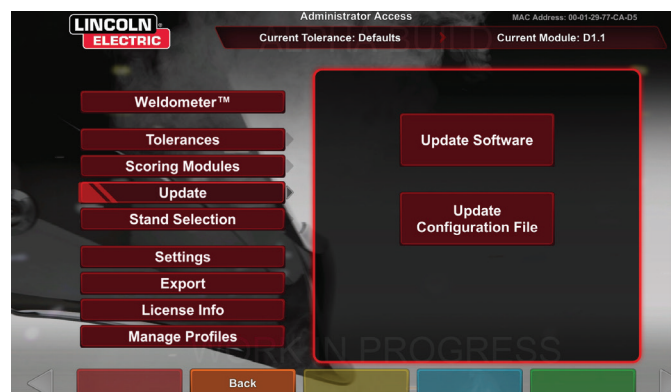 LINCOLN®
ELECTRIC
Administrator Access
MAC Address: 00-01-29-77-CA-D5
Current Tolerance: Defaults
Current Module: D1.1
Weldometer™
Tolerances
Scoring Modules
Update
Stand Selection
Settings
Export
License Info
Manage Profiles
Update Software
Update
Configuration File
WORK IN PROGRESS
Back